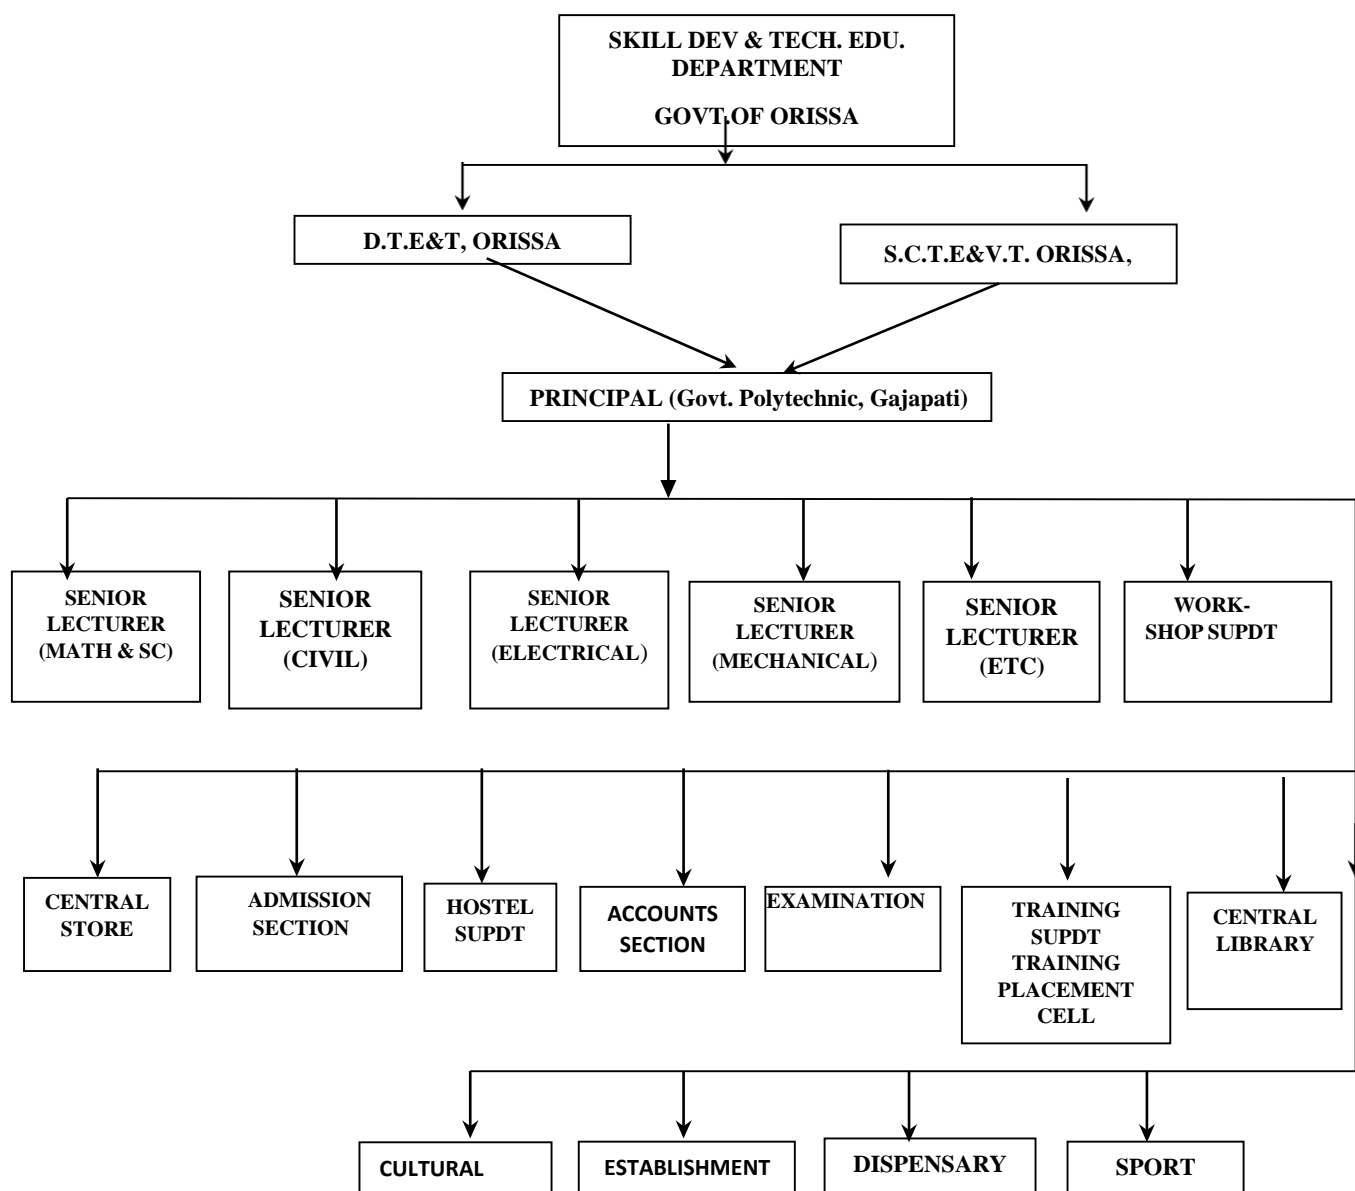 SKILL DEV & TECH. EDU.
DEPARTMENT
GOVT.OF ORISSA
D.T.E&T, ORISSA
S.C.T.E&V.T. ORISSA,
PRINCIPAL (Govt. Polytechnic, Gajapati)
SENIOR
LECTURER
(MATH & SC)
SENIOR
LECTURER
(CIVIL)
SENIOR
LECTURER
(ELECTRICAL)
SENIOR
LECTURER
(MECHANICAL)
SENIOR
LECTURER
(ETC)
WORK-
SHOP SUPDT
CENTRAL
STORE
ADMISSION
SECTION
HOSTEL
SUPDT
ACCOUNTS
SECTION
EXAMINATION
TRAINING
SUPDT
TRAINING
PLACEMENT
CELL
CENTRAL
LIBRARY
CULTURAL
ESTABLISHMENT
DISPENSARY
SPORT